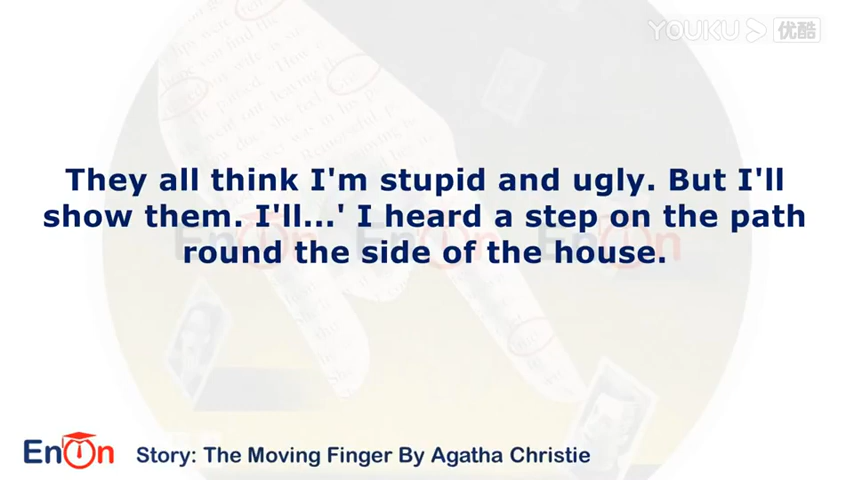 YOUKU 优酷
They all think I'm stupid and ugly. But I'll
show them. I'll...' I heard a step on the path
round the side of the house.
EnOn
Story: The Moving Finger By Agatha Christie